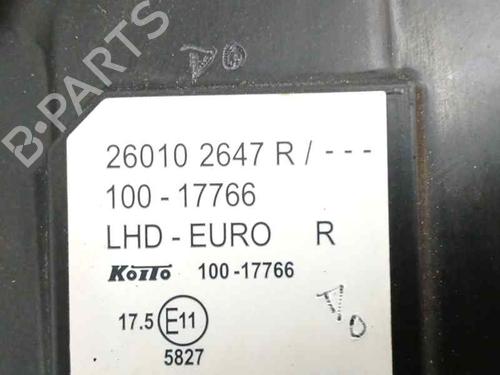 B-PARTS
26010 2647 R / - - -
100 - 17766
LHD - EURO R
KOITO 100-17766
17.5 E11
5827